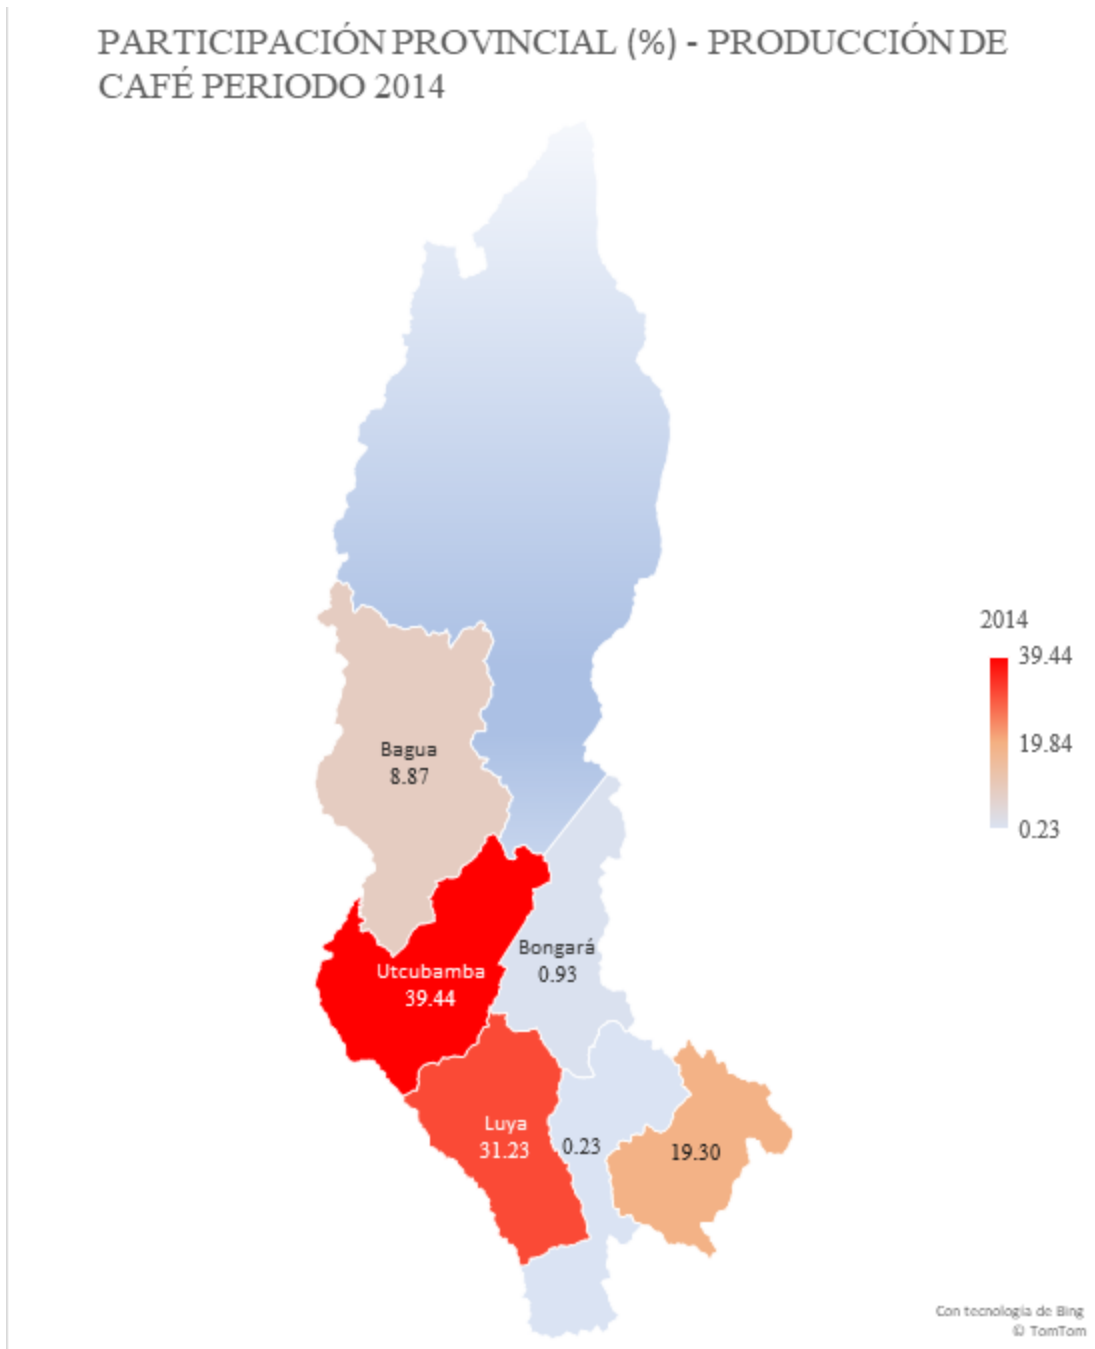 PARTICIPACIÓN PROVINCIAL (%) - PRODUCCIÓN DE
CAFÉ PERIODO 2014
2014
39.44
19.84
0.23
Bagua
8.87
Bongará
0.93
Utcubamba
39.44
Luya
31.23
0.23
19.30
Con tecnología de Bing
© TomTom